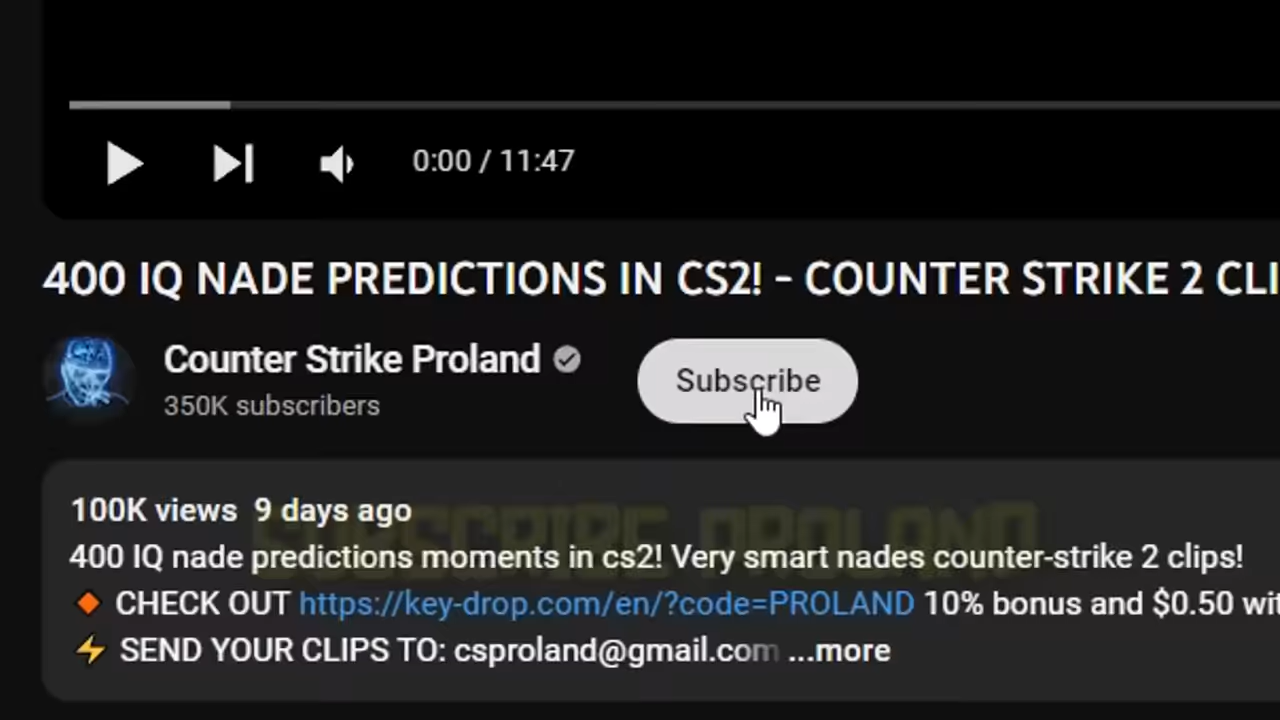 0:00 / 11:47
400 IQ NADE PREDICTIONS IN CS2! - COUNTER STRIKE 2 CLI
Counter Strike Proland
350K subscribers
Subscribe
100K views 9 days ago
SUBSCRIBE PROLAND
400 IQ nade predictions moments in cs2! Very smart nades counter-strike 2 clips!
CHECK OUT https://key-drop.com/en/?code=PROLAND 10% bonus and $0.50 wit
SEND YOUR CLIPS TO: csproland@gmail.com ...more